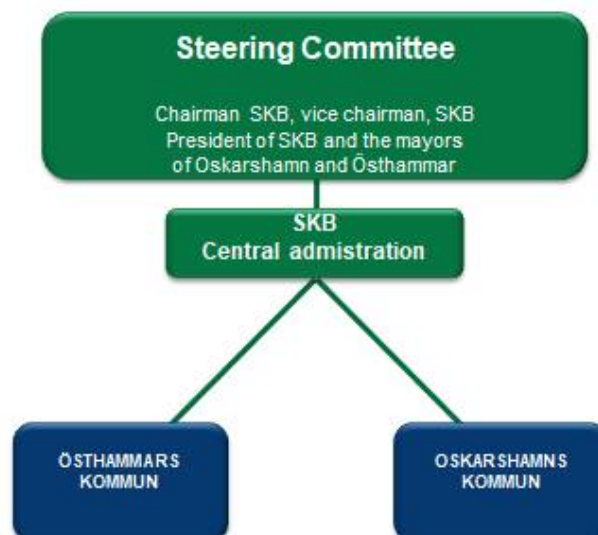 Steering Committee
Chairman SKB, vice chairman, SKB
President of SKB and the mayors
of Oskarshamn and Östhammar
SKB
Central admistration
ÖSTHAMMARS
KOMMUN
OSKARSHAMNS
KOMMUN